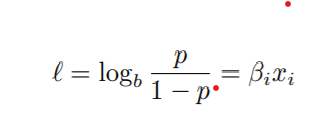 ℓ = log_b p / (1 − p) = β_i x_i